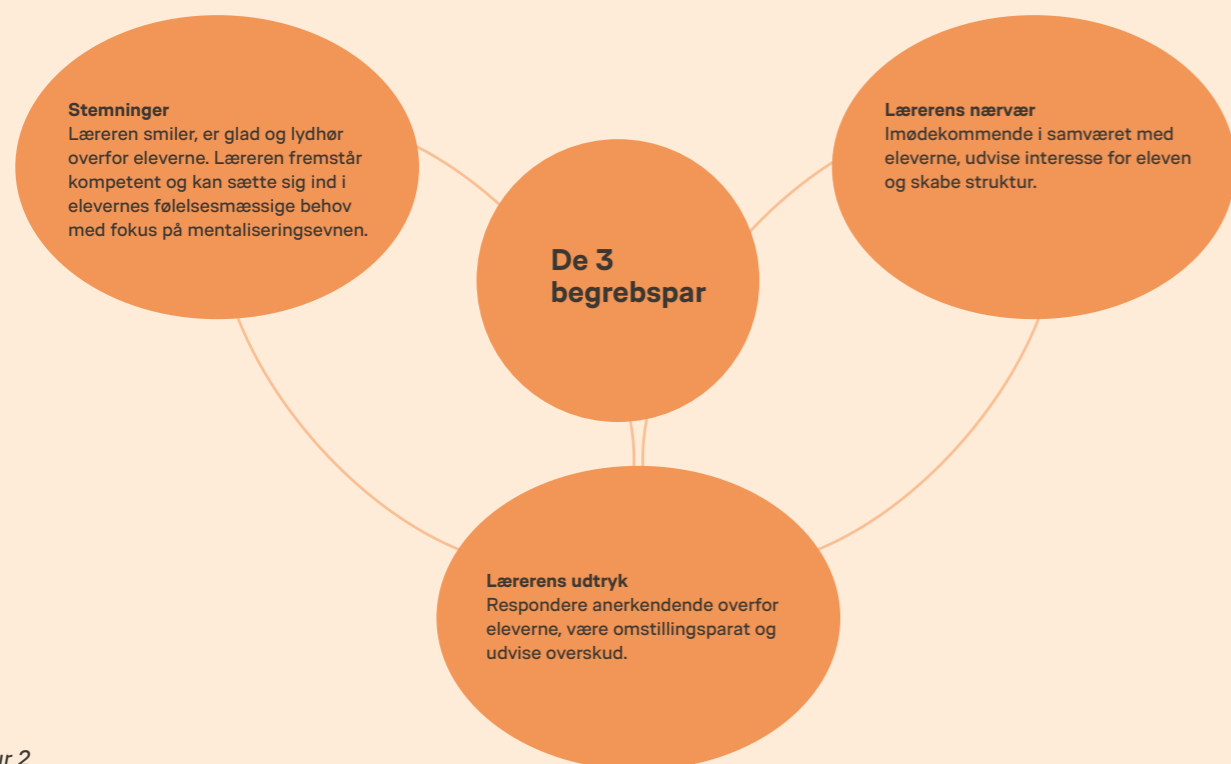 Stemninger
Læreren smiler, er glad og lydhør
overfor eleverne. Læreren fremstår
kompetent og kan sætte sig ind i
elevernes følelsesmæssige behov
med fokus på mentaliseringsevnen.
De 3
begrebspar
Lærerens nærvær
Imødekommende i samværet med
eleverne, udvise interesse for eleven
og skabe struktur.
Lærerens udtryk
Respondere anerkendende overfor
eleverne, være omstillingsparat og
udvise overskud.
ur 2